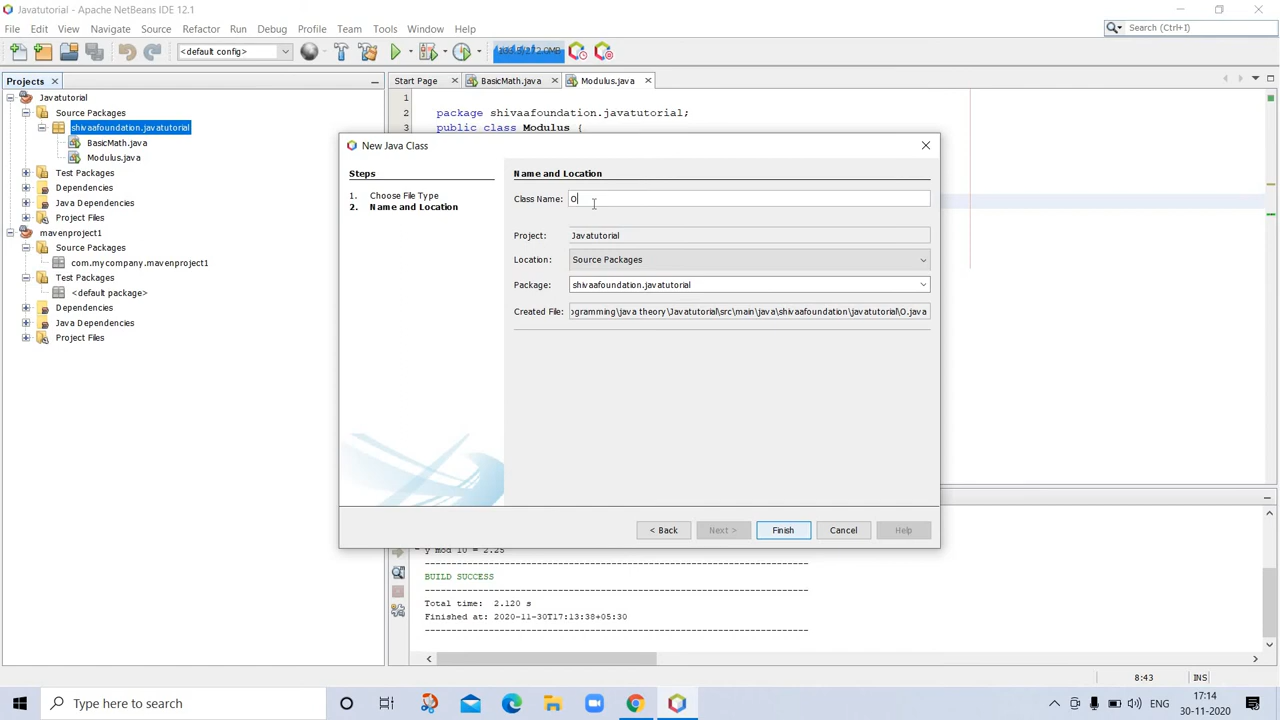 Javatutorial - Apache NetBeans IDE 12.1
File Edit View Navigate Source Refactor Run Debug Profile Team Tools Window Help
Search (Ctrl+I)
<default config>
Projects
Start Page BasicMath.java Modulus.java
Javatutorial
Source Packages
shivaafoundation.javatutorial
BasicMath.java
Modulus.java
Test Packages
Dependencies
Java Dependencies
Project Files
mavenproject1
Source Packages
com.mycompany.mavenproject1
Test Packages
<default package>
Dependencies
Java Dependencies
Project Files
1
2 package shivaafoundation.javatutorial;
3 public class Modulus {
New Java Class
Steps
1. Choose File Type
2. Name and Location
Name and Location
Class Name: O
Project: Javatutorial
Location: Source Packages
Package: shivaafoundation.javatutorial
Created File: ogramming\java theory\Javatutorial\src\main\java\shivaafoundation\javatutorial\O.java
< Back Next > Finish Cancel Help
y mod 10 = 2.25
------------------------------------------------------------------------
BUILD SUCCESS
------------------------------------------------------------------------
Total time: 2.120 s
Finished at: 2020-11-30T17:13:38+05:30
------------------------------------------------------------------------
8:43 INS
Type here to search
ENG
17:14
30-11-2020